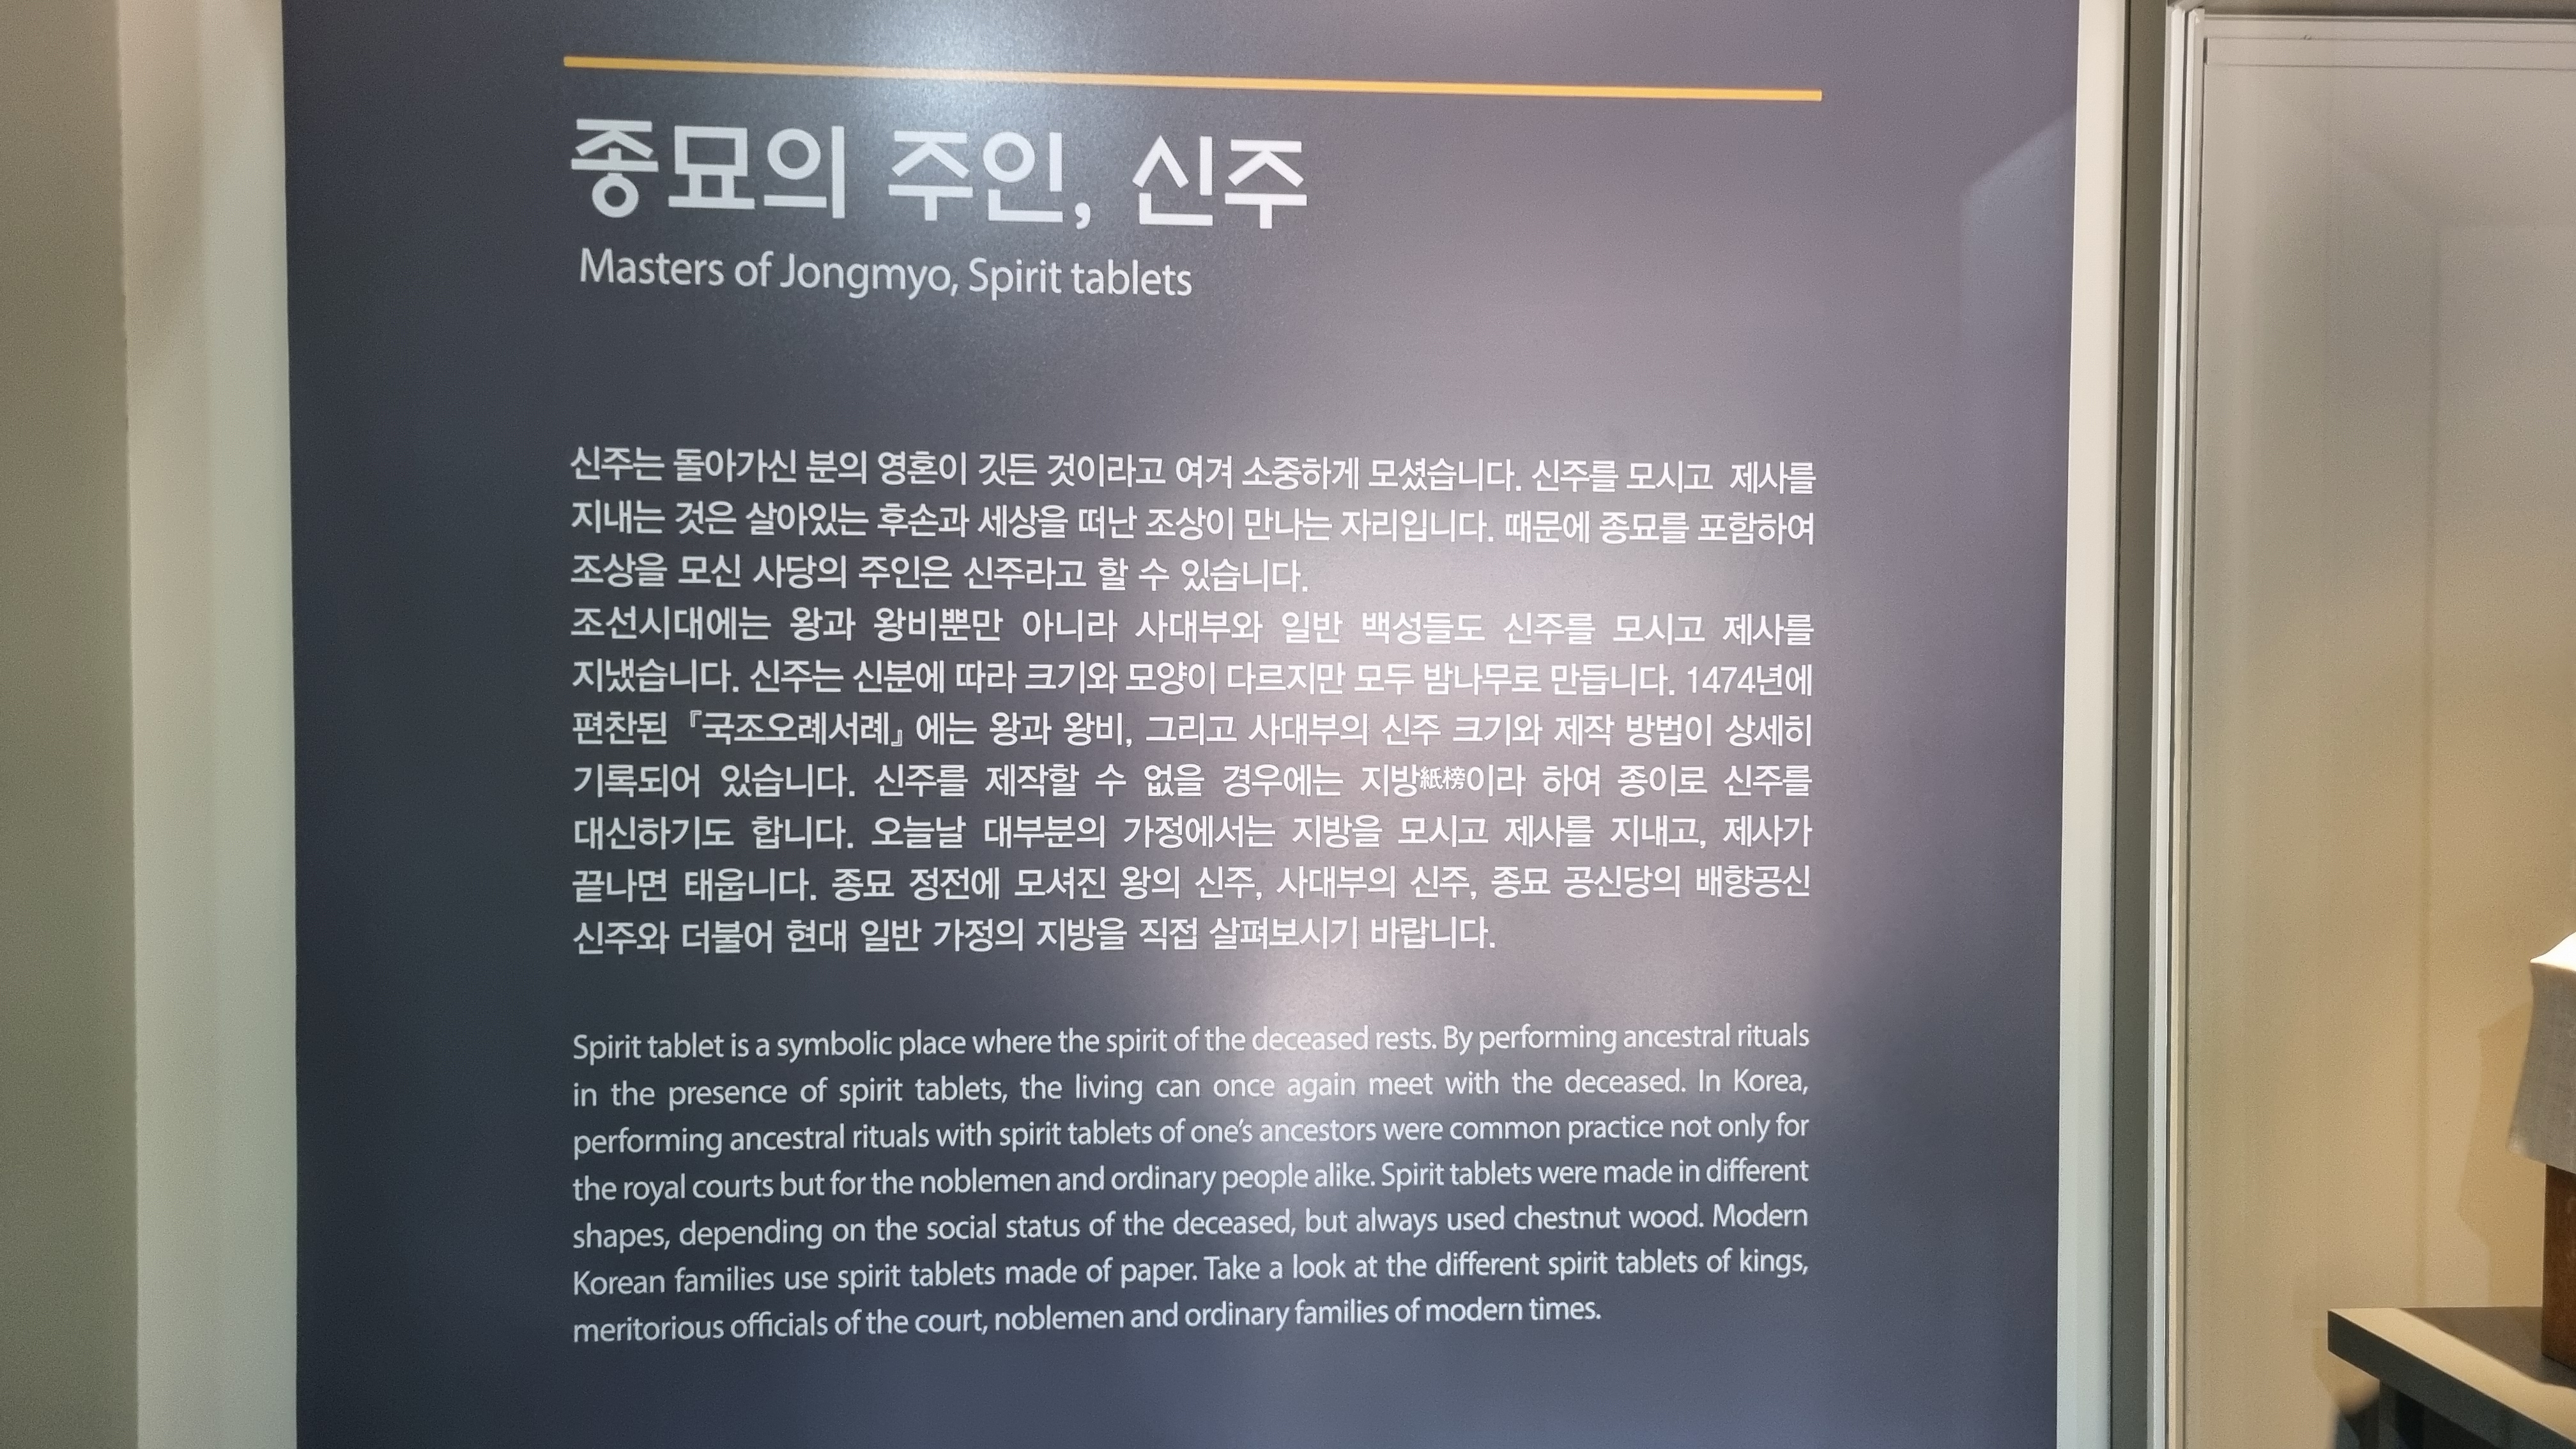 종묘의 주인, 신주
Masters of Jongmyo, Spirit tablets
신주는 돌아가신 분의 영혼이 깃든 것이라고 여겨 소중하게 모셨습니다. 신주를 모시고 제사를
지내는 것은 살아있는 후손과 세상을 떠난 조상이 만나는 자리입니다. 때문에 종묘를 포함하여
조상을 모신 사당의 주인은 신주라고 할 수 있습니다.
조선시대에는 왕과 왕비뿐만 아니라 사대부와 일반 백성들도 신주를 모시고 제사를
지냈습니다. 신주는 신분에 따라 크기와 모양이 다르지만 모두 밤나무로 만듭니다. 1474년에
편찬된 『국조오례서례』에는 왕과 왕비, 그리고 사대부의 신주 크기와 제작 방법이 상세히
기록되어 있습니다. 신주를 제작할 수 없을 경우에는 지방紙榜이라 하여 종이로 신주를
대신하기도 합니다. 오늘날 대부분의 가정에서는 지방을 모시고 제사를 지내고, 제사가
끝나면 태웁니다. 종묘 정전에 모셔진 왕의 신주, 사대부의 신주, 종묘 공신당의 배향공신
신주와 더불어 현대 일반 가정의 지방을 직접 살펴보시기 바랍니다.
Spirit tablet is a symbolic place where the spirit of the deceased rests. By performing ancestral rituals
in the presence of spirit tablets, the living can once again meet with the deceased. In Korea,
performing ancestral rituals with spirit tablets of one's ancestors were common practice not only for
the royal courts but for the noblemen and ordinary people alike. Spirit tablets were made in different
shapes, depending on the social status of the deceased, but always used chestnut wood. Modern
Korean families use spirit tablets made of paper. Take a look at the different spirit tablets of kings,
meritorious officials of the court, noblemen and ordinary families of modern times.